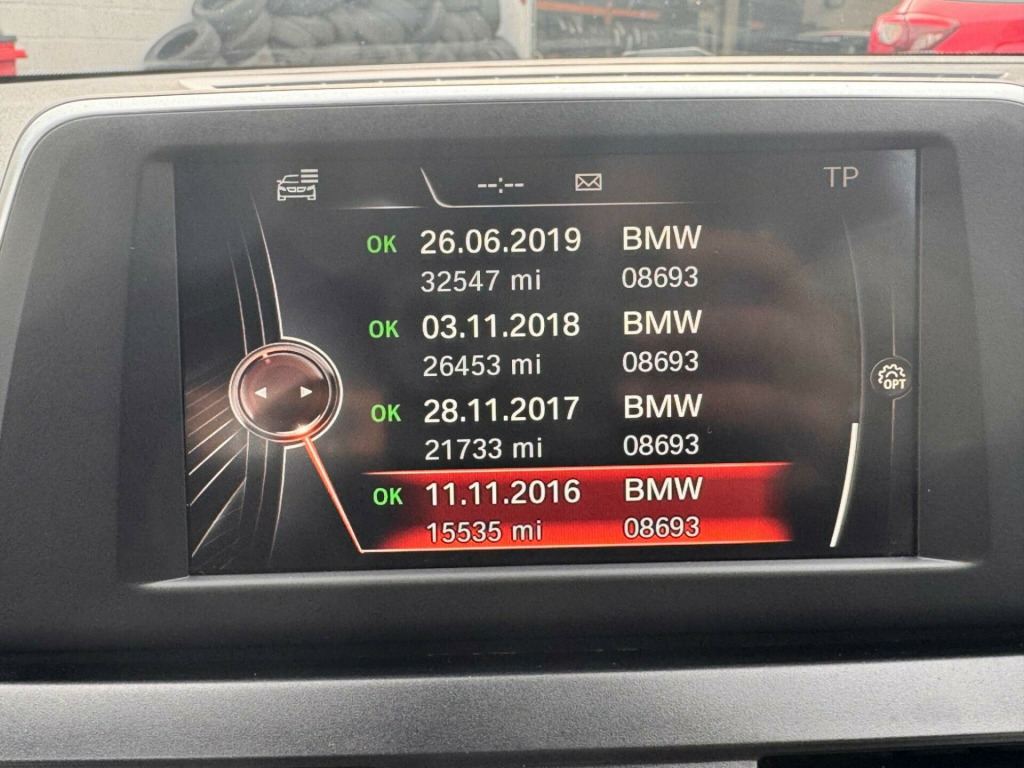 --:-- TP
OK 26.06.2019 BMW
32547 mi 08693
OK 03.11.2018 BMW
26453 mi 08693
OK 28.11.2017 BMW
21733 mi 08693
OK 11.11.2016 BMW
15535 mi 08693
OPT